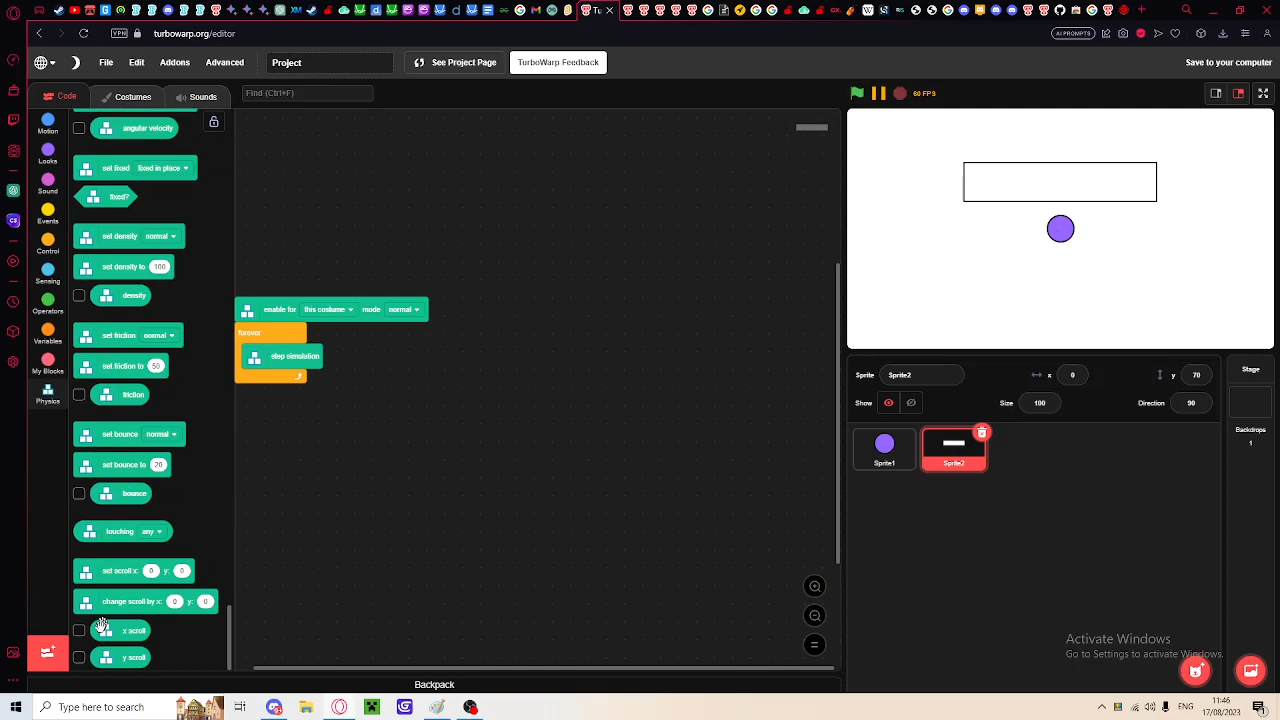 Tu
turbowarp.org/editor
VPN
AI PROMPTS
File Edit Addons Advanced
Project
See Project Page
TurboWarp Feedback
Save to your computer
Code
Costumes
Sounds
Find (Ctrl+F)
60 FPS
Motion
Looks
Sound
Events
Control
Sensing
Operators
Variables
My Blocks
Physics
angular velocity
set fixed fixed in place
fixed?
set density normal
set density to 100
density
set friction normal
set friction to 50
friction
set bounce normal
set bounce to 20
bounce
touching any
set scroll x: 0 y: 0
change scroll by x: 0 y: 0
x scroll
y scroll
enable for this costume mode normal
forever
step simulation
Backpack
Sprite Sprite2 x 0 y 70
Show Size 100 Direction 90
Sprite1
Sprite2
Stage
Backdrops
1
Activate Windows
Go to Settings to activate Windows.
Type here to search
ENG
11:46
17/08/2023